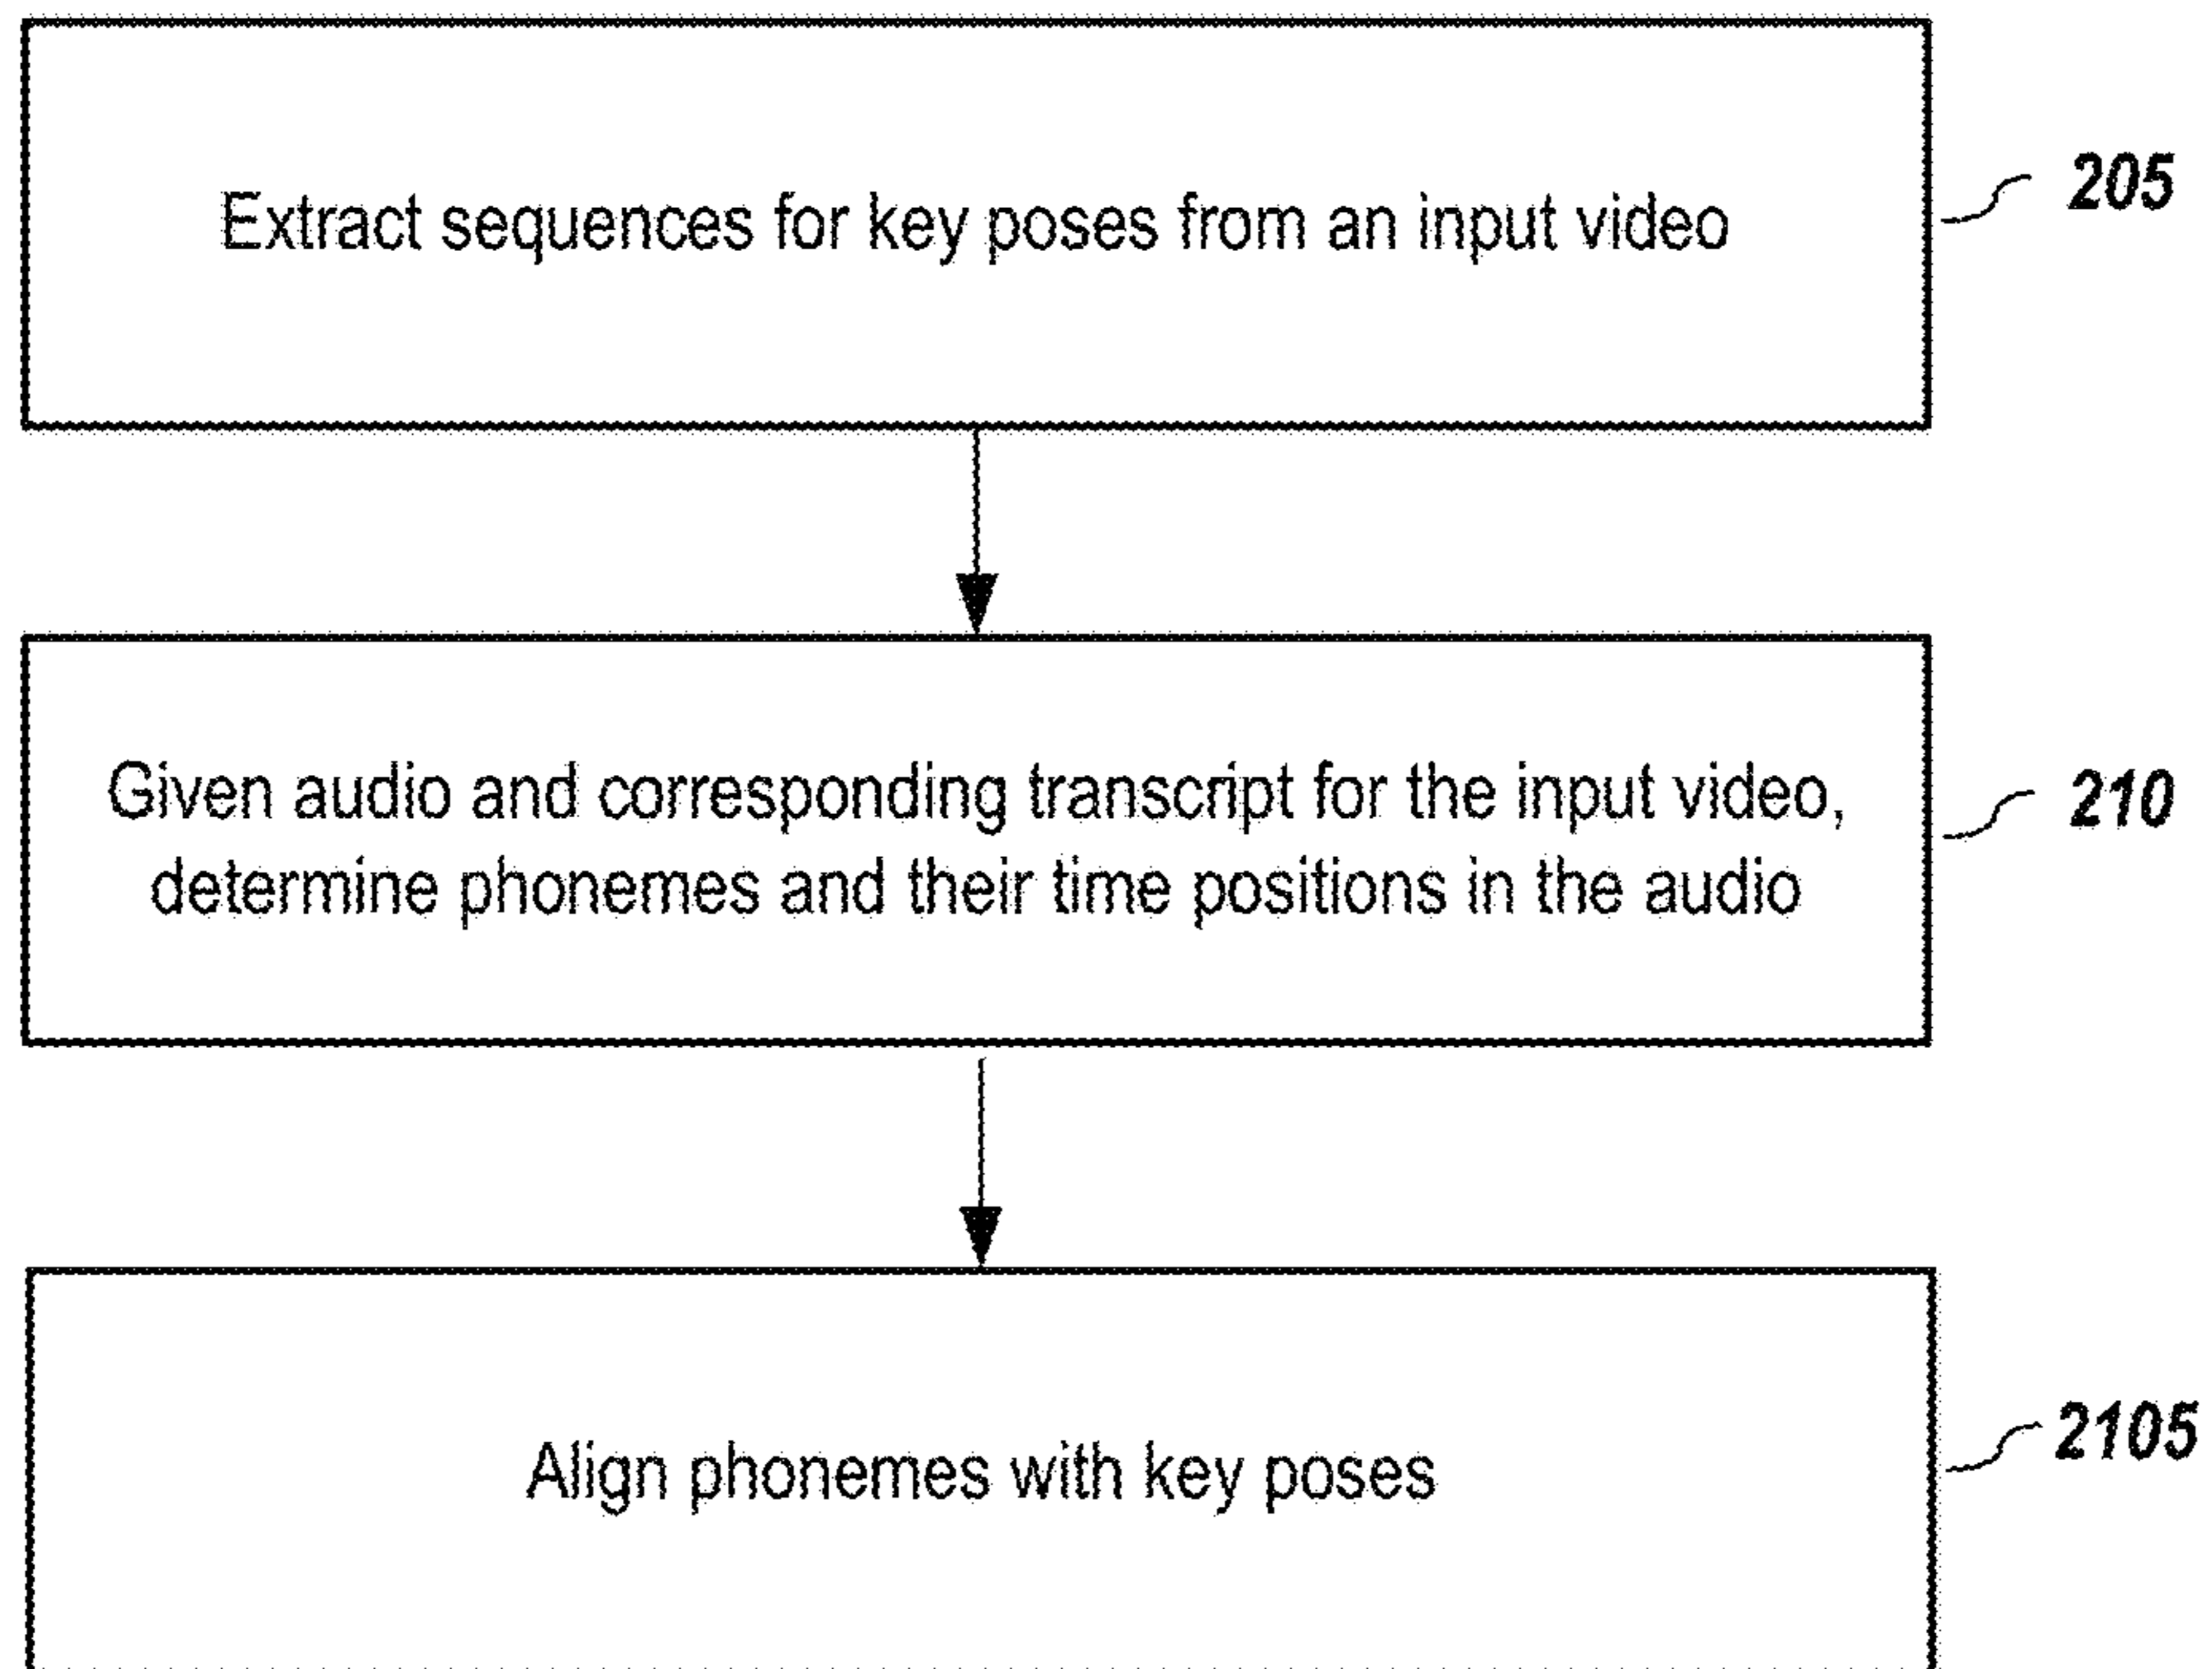 Extract sequences for key poses from an input video
205
Given audio and corresponding transcript for the input video,
determine phonemes and their time positions in the audio
210
Align phonemes with key poses
2105